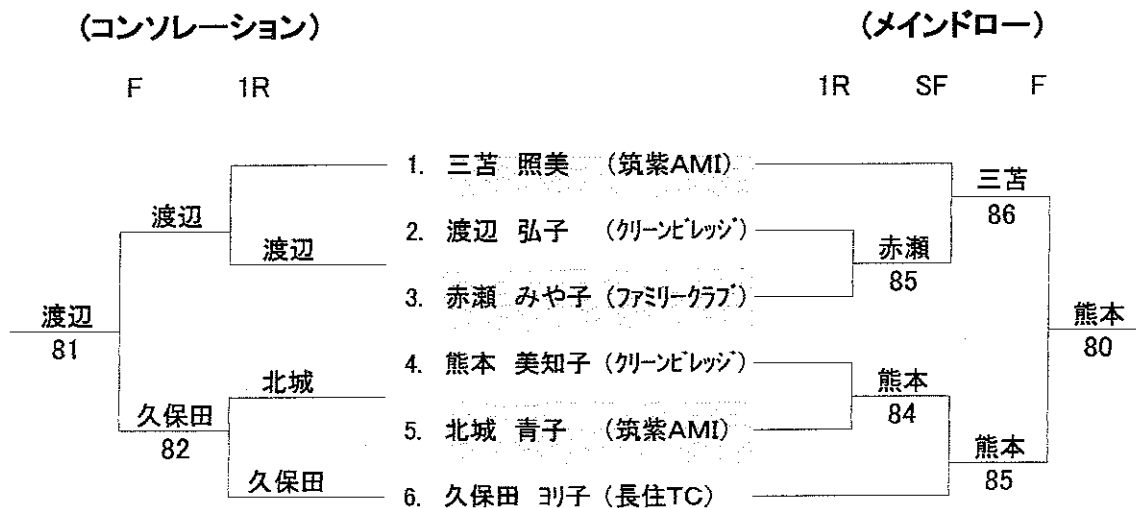 (コンソレーション) (メインドロー)
F 1R 1R SF F
1. 三苫 照美 (筑紫AMI)
三苫
渡辺 86
2. 渡辺 弘子 (クリーンビレッジ)
渡辺 赤瀬
85
3. 赤瀬 みや子 (ファミリークラブ)
渡辺 熊本
81 80
4. 熊本 美知子 (クリーンビレッジ)
北城 熊本
久保田 84
82 5. 北城 青子 (筑紫AMI)
熊本
久保田 85
6. 久保田 ヨリ子 (長住TC)